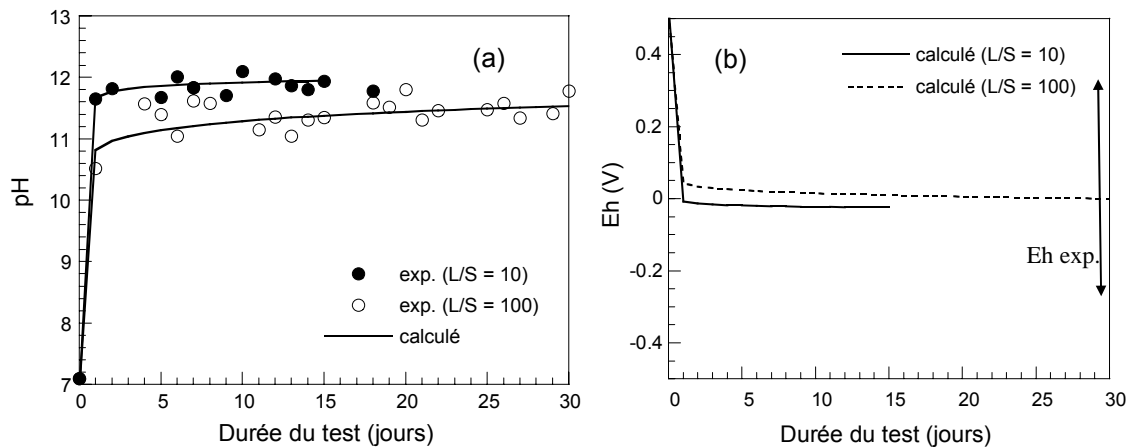 13
12
11
10
9
8
7
pH
(a)
exp. (L/S = 10)
exp. (L/S = 100)
calculé
0 5 10 15 20 25 30
Durée du test (jours)
0.4
0.2
0
-0.2
-0.4
Eh (V)
(b)
calculé (L/S = 10)
calculé (L/S = 100)
Eh exp.
0 5 10 15 20 25 30
Durée du test (jours)